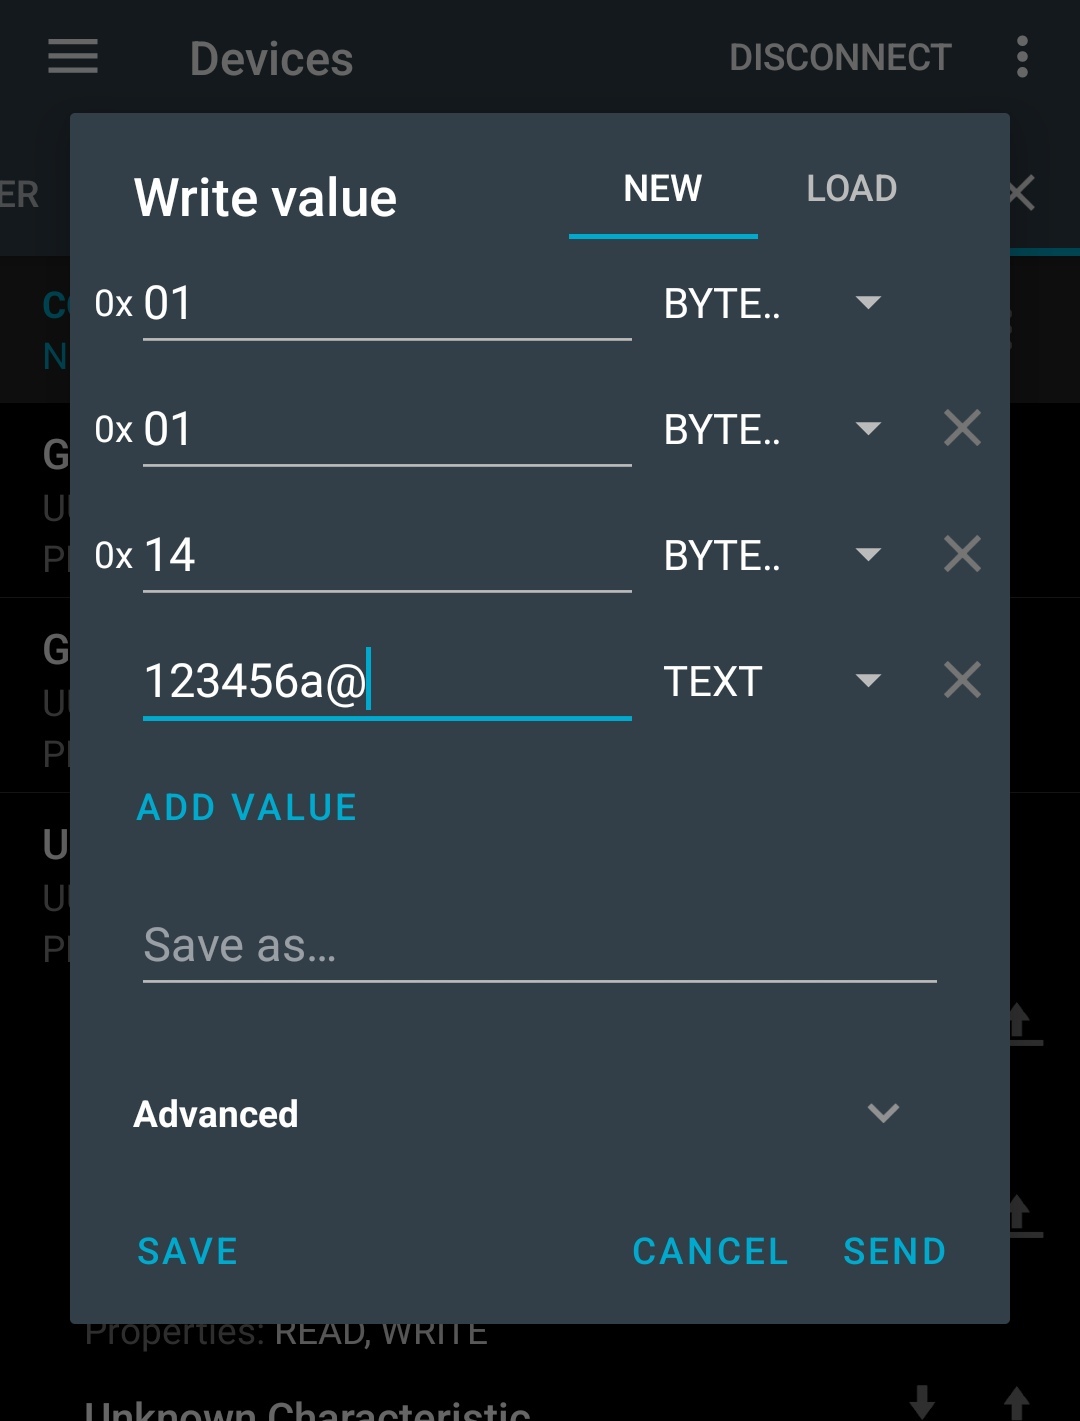 Devices
DISCONNECT
ER
Write value
NEW
LOAD
0x 01 BYTE..
0x 01 BYTE..
0x 14 BYTE..
123456a@ TEXT
ADD VALUE
Save as...
Advanced
SAVE
CANCEL
SEND
Properties: READ, WRITE
Unknown Characteristic